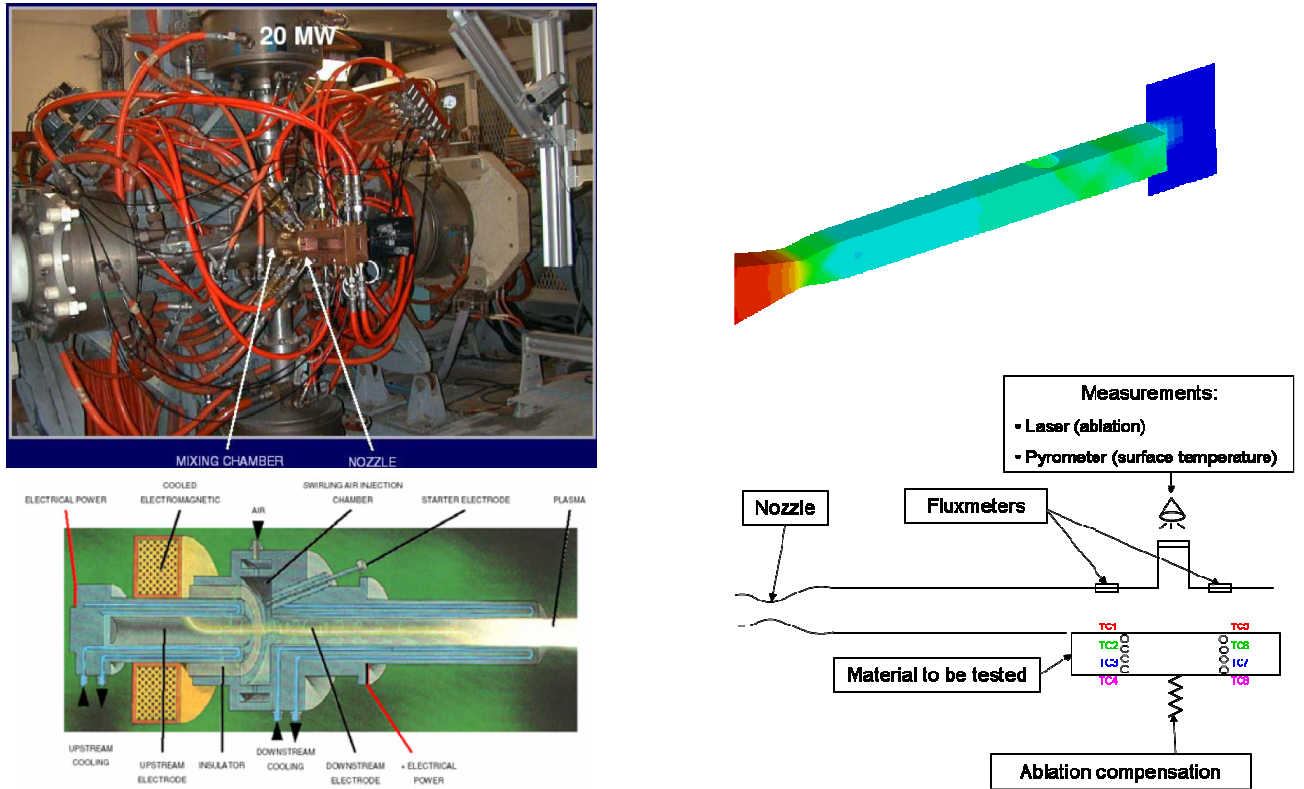 20 MW
MIXING CHAMBER
NOZZLE
ELECTRICAL POWER
COOLED
ELECTROMAGNETIC
AIR
SWIRLING AIR INJECTION
CHAMBER
STARTER ELECTRODE
PLASMA
UPSTREAM
COOLING
UPSTREAM
ELECTRODE
INSULATOR
DOWNSTREAM
COOLING
DOWNSTREAM
ELECTRODE
+ ELECTRICAL
POWER
Measurements:
• Laser (ablation)
• Pyrometer (surface temperature)
Nozzle
Fluxmeters
TC1
TC5
TC2
TC6
TC3
TC7
TC4
TC8
Material to be tested
Ablation compensation